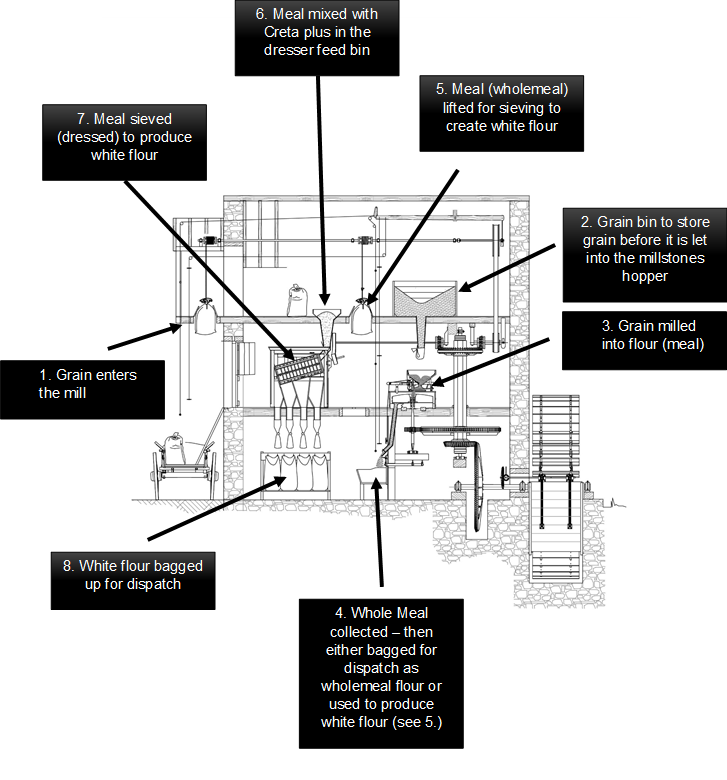 6. Meal mixed with
Creta plus in the
dresser feed bin
5. Meal (wholemeal)
lifted for sieving to
create white flour
7. Meal sieved
(dressed) to produce
white flour
2. Grain bin to store
grain before it is let
into the millstones
hopper
3. Grain milled
into flour (meal)
1. Grain enters
the mill
8. White flour bagged
up for dispatch
4. Whole Meal
collected – then
either bagged for
dispatch as
wholemeal flour or
used to produce
white flour (see 5.)